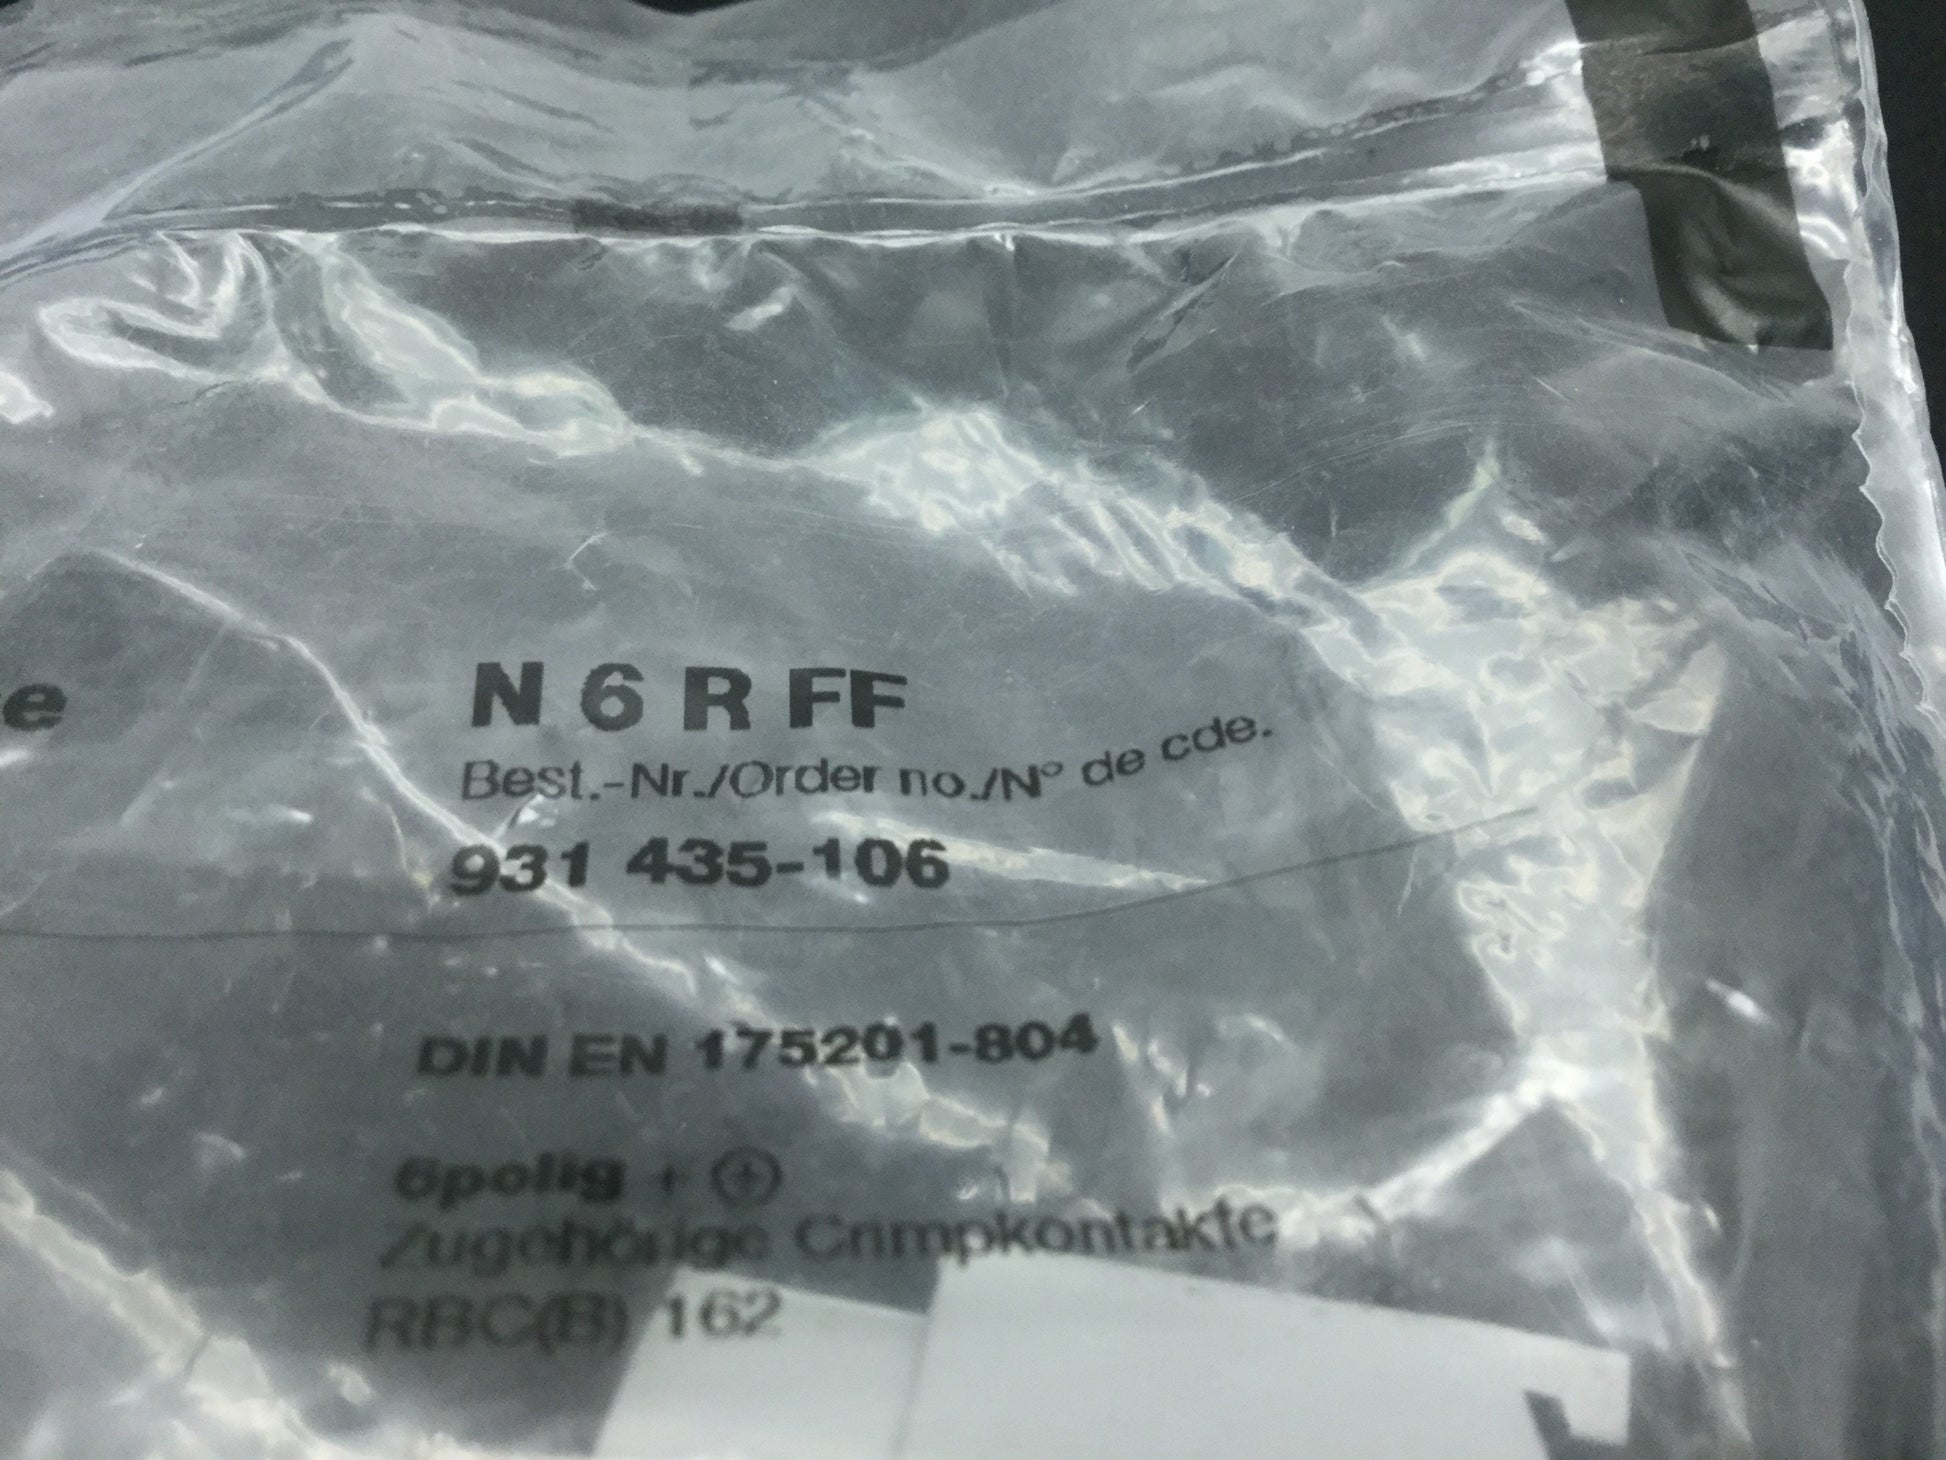 e
N 6 R FF
Best.-Nr./Order no./N° de cde.
931 435-106
DIN EN 175201-804
6polig + ⏚
Zugehörige Crimpkontakte
RBC(B) 162